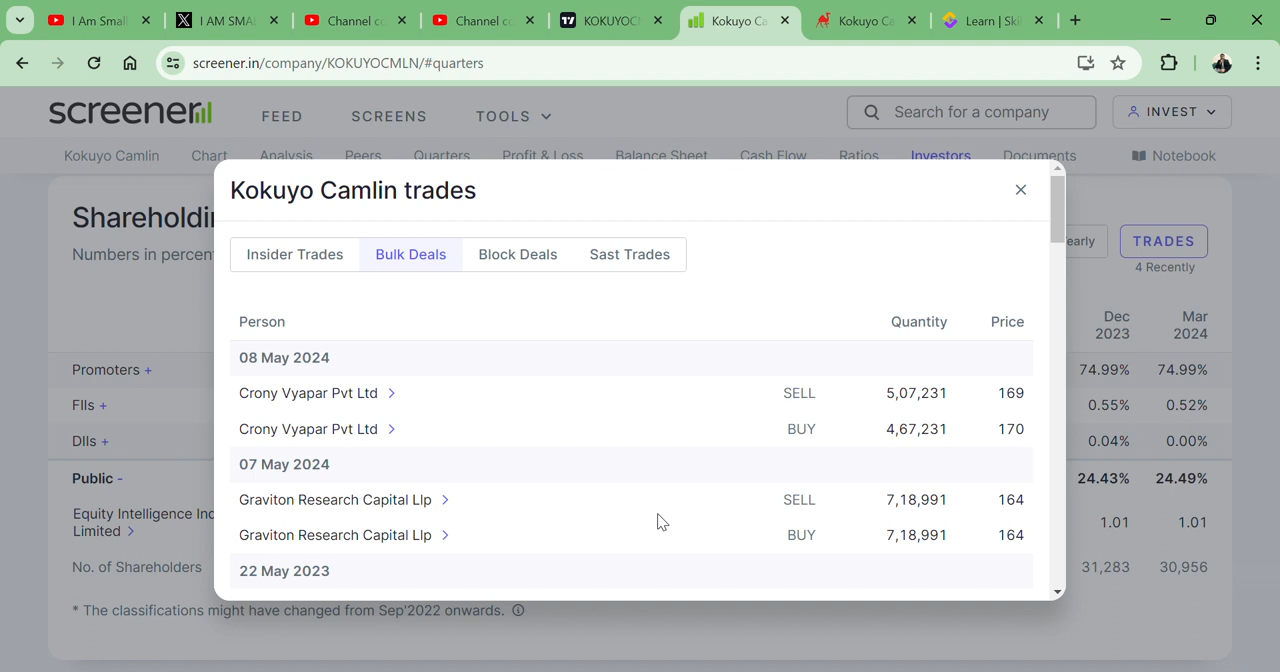 I Am Small
I AM SMA
Channel co
Channel co
KOKUYOC
Kokuyo Ca
Kokuyo Ca
Learn | Ski
screener.in/company/KOKUYOCMLN/#quarters
screener
FEED
SCREENS
TOOLS
Search for a company
INVEST
Kokuyo Camlin
Chart
Analysis
Peers
Quarters
Profit & Loss
Balance Sheet
Cash Flow
Ratios
Investors
Documents
Notebook
Kokuyo Camlin trades
Insider Trades
Bulk Deals
Block Deals
Sast Trades
Person Quantity Price
08 May 2024
Crony Vyapar Pvt Ltd SELL 5,07,231 169
Crony Vyapar Pvt Ltd BUY 4,67,231 170
07 May 2024
Graviton Research Capital Llp SELL 7,18,991 164
Graviton Research Capital Llp BUY 7,18,991 164
22 May 2023
Shareholdin
Numbers in percen
early
TRADES
4 Recently
Dec 2023 Mar 2024
Promoters + 74.99% 74.99%
FIIs + 0.55% 0.52%
DIIs + 0.04% 0.00%
Public - 24.43% 24.49%
Equity Intelligence Ind
Limited 1.01 1.01
No. of Shareholders 31,283 30,956
* The classifications might have changed from Sep'2022 onwards.